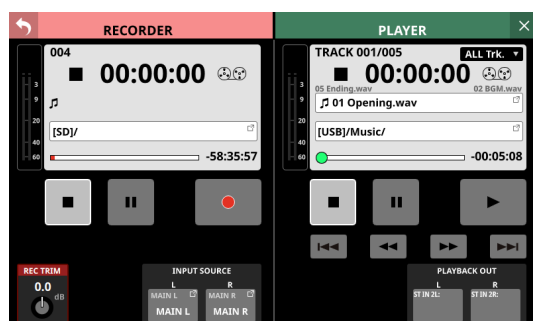 RECORDER
004
00:00:00
3
9
20
40
60
[SD]/
-58:35:57
REC TRIM
0.0
dB
INPUT SOURCE
L R
MAIN L MAIN R
MAIN L MAIN R
PLAYER
TRACK 001/005
ALL Trk.
00:00:00
05 Ending.wav 02 BGM.wav
01 Opening.wav
3
9
20
40
60
[USB]/Music/
-00:05:08
PLAYBACK OUT
L R
ST IN 2L: ST IN 2R: